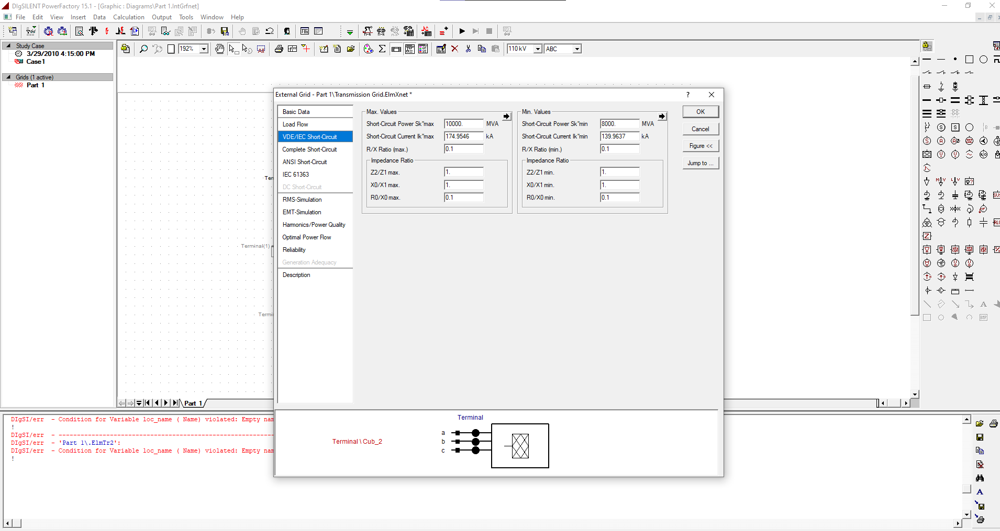 DIgSILENT PowerFactory 15.1 - [Graphic : Diagrams\Part 1.IntGrfnet]
File Edit View Insert Data Calculation Output Tools Window Help
192%
110 kV
ABC
Study Case
3/29/2010 4:15:00 PM
Case1
Grids (1 active)
Part 1
Ter
Terminal(1)
Termi
External Grid - Part 1\Transmission Grid.ElmXnet *
?
Basic Data
Load Flow
VDE/IEC Short-Circuit
Complete Short-Circuit
ANSI Short-Circuit
IEC 61363
DC Short-Circuit
RMS-Simulation
EMT-Simulation
Harmonics/Power Quality
Optimal Power Flow
Reliability
Generation Adequacy
Description
Max. Values
Short-Circuit Power Sk"max 10000. MVA
Short-Circuit Current Ik"max 174.9546 kA
R/X Ratio (max.) 0.1
Impedance Ratio
Z2/Z1 max. 1.
X0/X1 max. 1.
R0/X0 max. 0.1
Min. Values
Short-Circuit Power Sk"min 8000. MVA
Short-Circuit Current Ik"min 139.9637 kA
R/X Ratio (min.) 0.1
Impedance Ratio
Z2/Z1 min. 1.
X0/X1 min. 1.
R0/X0 min. 0.1
OK
Cancel
Figure <<
Jump to ...
Terminal
Terminal \ Cub_2
a
b
c
Part 1
DIgSI/err - Condition for Variable loc_name ( Name) violated: Empty nam
!
DIgSI/err - -----------------------------------------------------------
DIgSI/err - 'Part 1\.ElmTr2':
DIgSI/err - Condition for Variable loc_name ( Name) violated: Empty nam
!